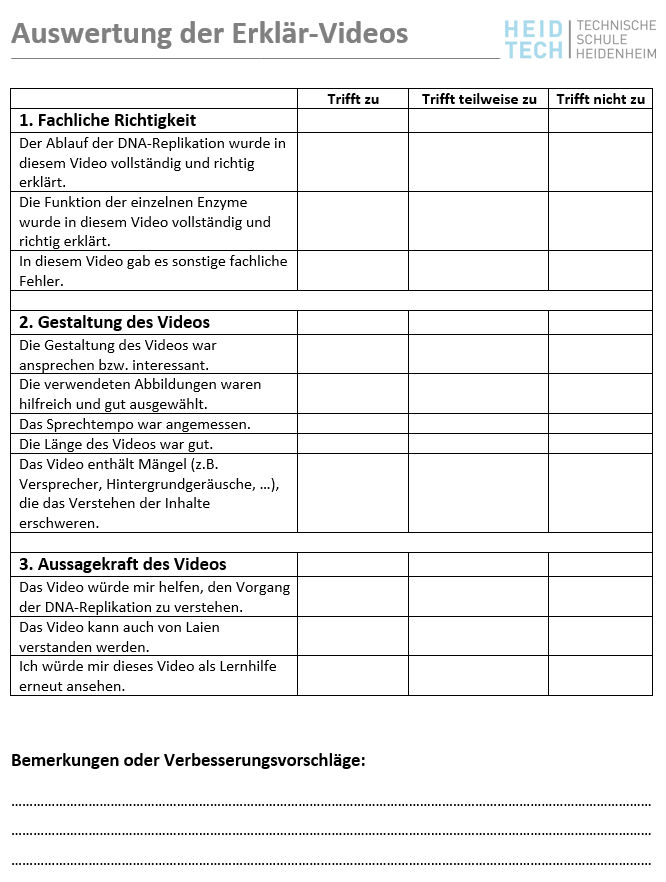 Auswertung der Erklär-Videos
HEID TECH
TECHNISCHE
SCHULE
HEIDENHEIM
Trifft zu Trifft teilweise zu Trifft nicht zu
1. Fachliche Richtigkeit
Der Ablauf der DNA-Replikation wurde in
diesem Video vollständig und richtig
erklärt.
Die Funktion der einzelnen Enzyme
wurde in diesem Video vollständig und
richtig erklärt.
In diesem Video gab es sonstige fachliche
Fehler.
2. Gestaltung des Videos
Die Gestaltung des Videos war
ansprechen bzw. interessant.
Die verwendeten Abbildungen waren
hilfreich und gut ausgewählt.
Das Sprechtempo war angemessen.
Die Länge des Videos war gut.
Das Video enthält Mängel (z.B.
Versprecher, Hintergrundgeräusche, …),
die das Verstehen der Inhalte
erschweren.
3. Aussagekraft des Videos
Das Video würde mir helfen, den Vorgang
der DNA-Replikation zu verstehen.
Das Video kann auch von Laien
verstanden werden.
Ich würde mir dieses Video als Lernhilfe
erneut ansehen.
Bemerkungen oder Verbesserungsvorschläge: